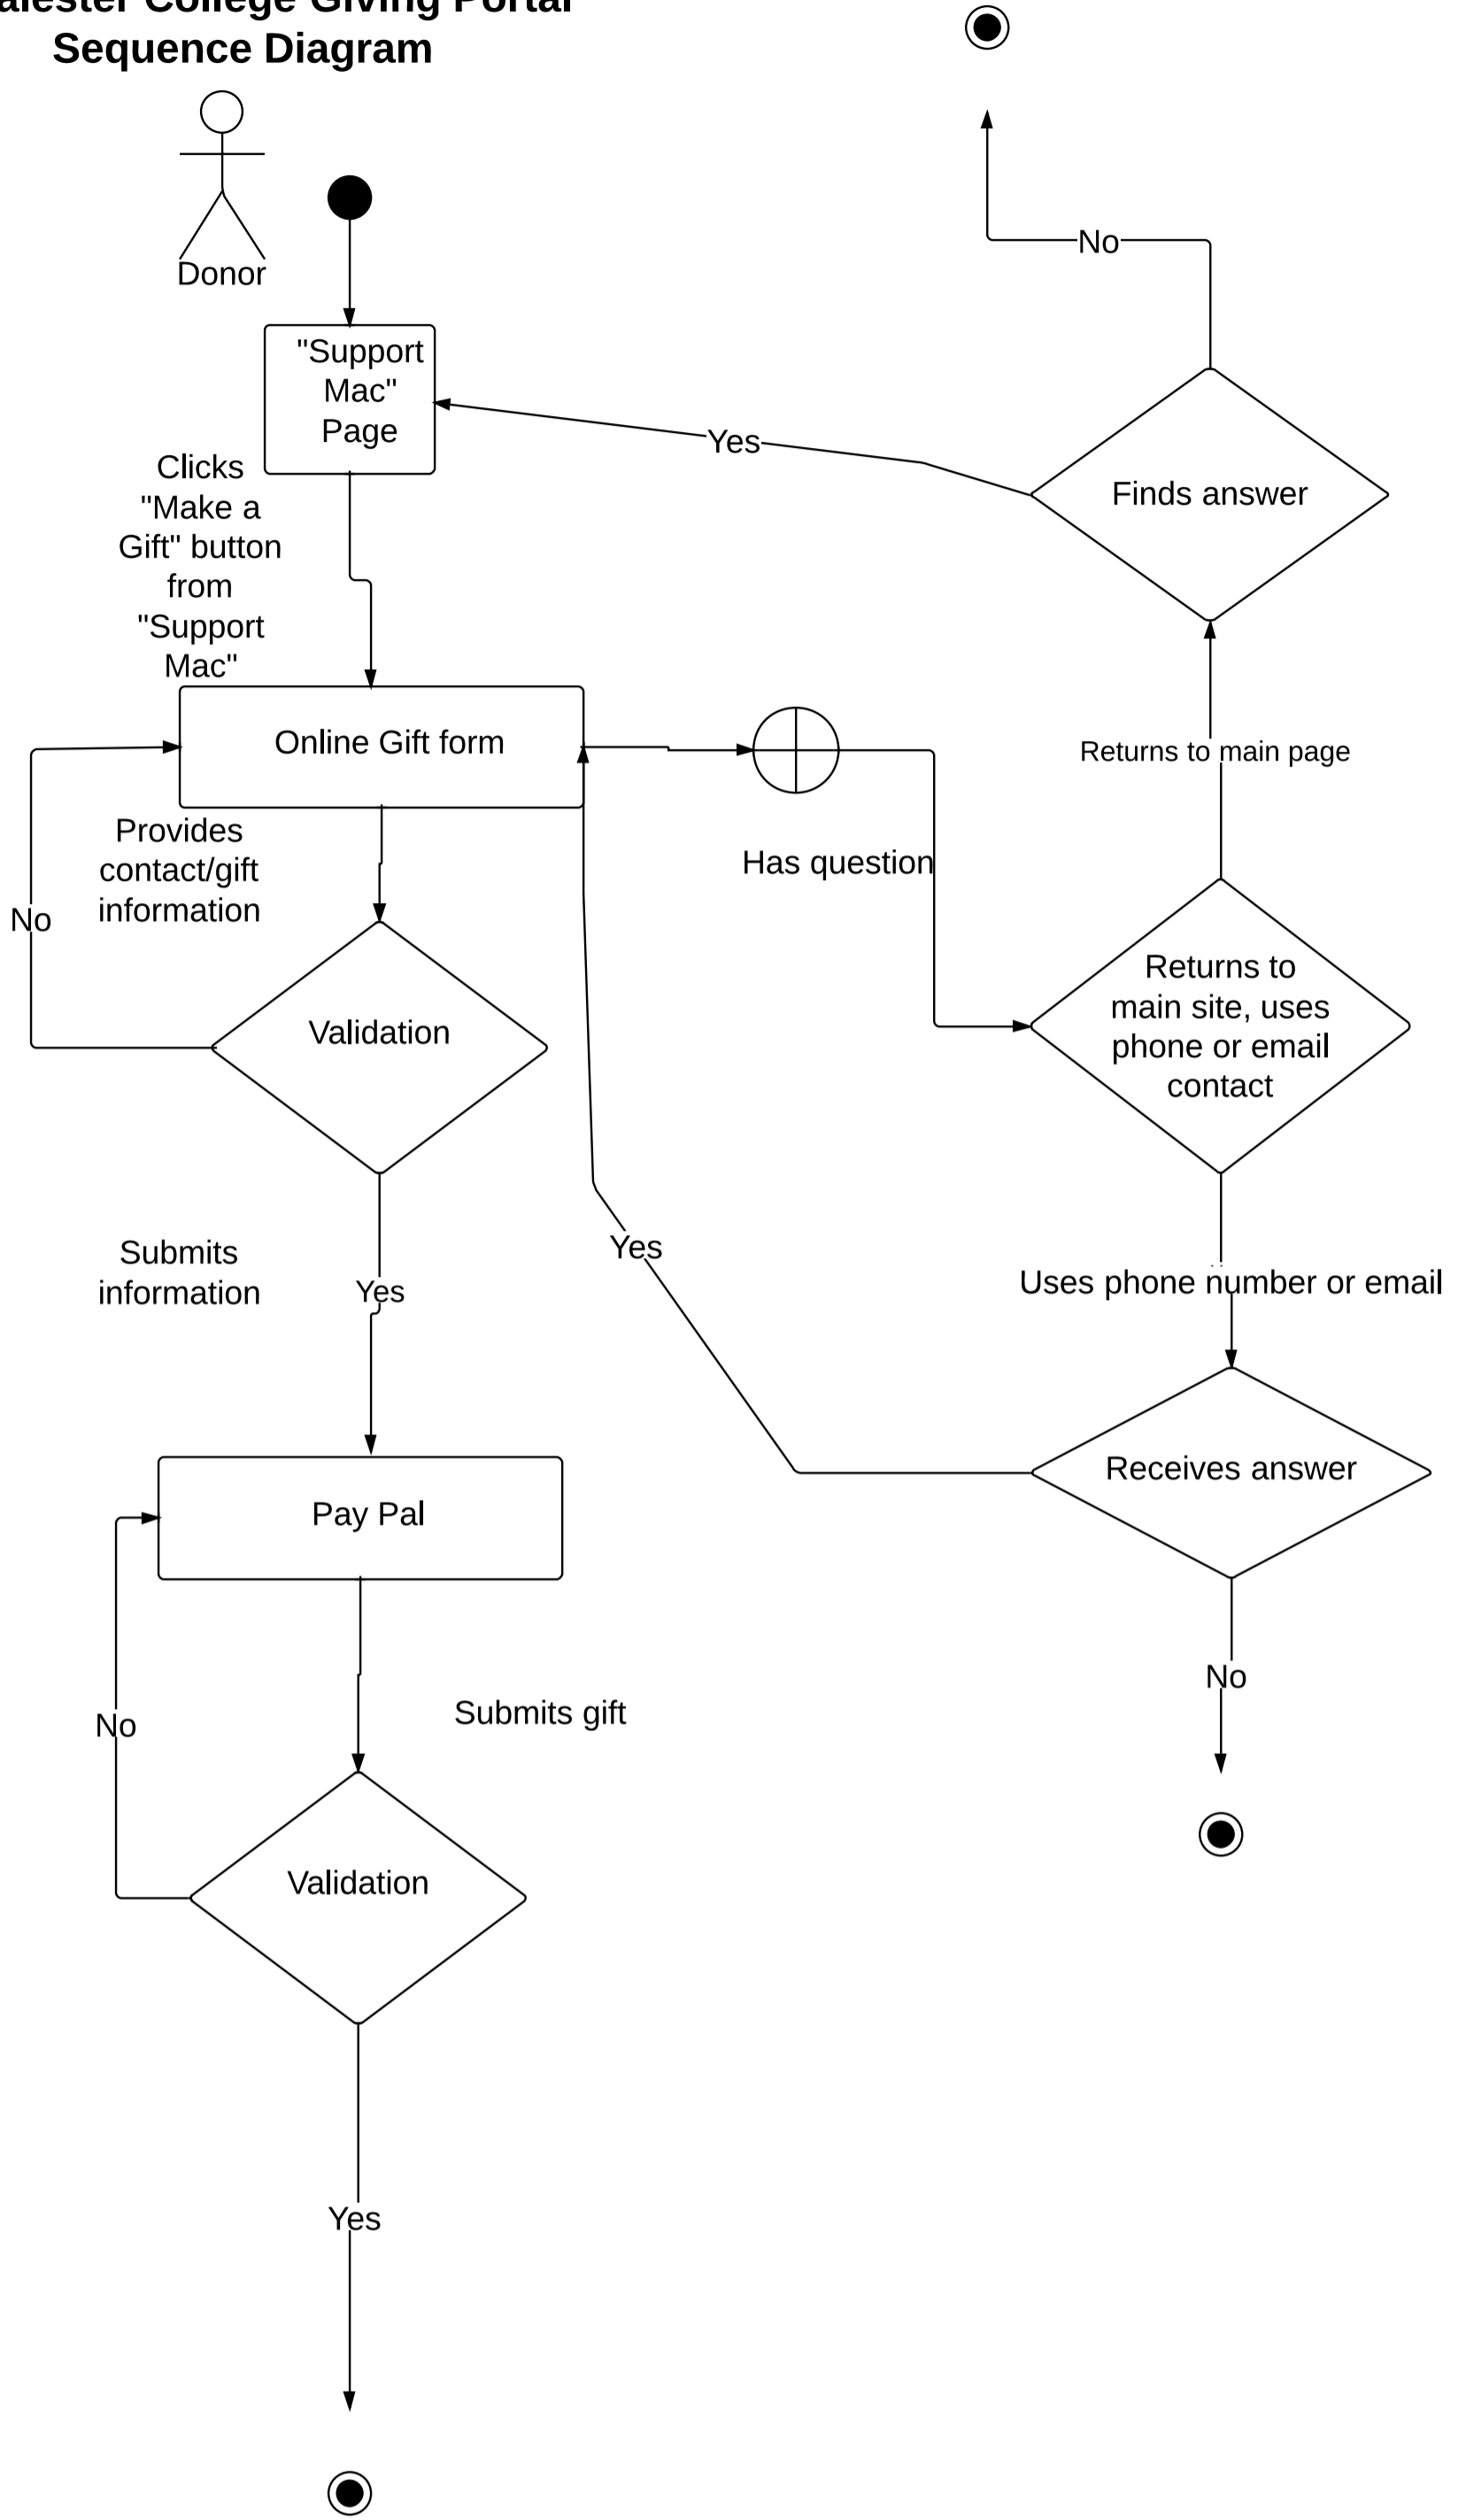 Sequence Diagram
Donor
"Support
Mac"
Page
Clicks
"Make a
Gift" button
from
"Support
Mac"
No
Yes
Finds answer
Online Gift form
Returns to main page
Provides
contact/gift
information
No
Has question
Validation
Returns to
main site, uses
phone or email
contact
Submits
information
Yes
Yes
Uses phone number or email
Receives answer
Pay Pal
No
Submits gift
No
Validation
Yes